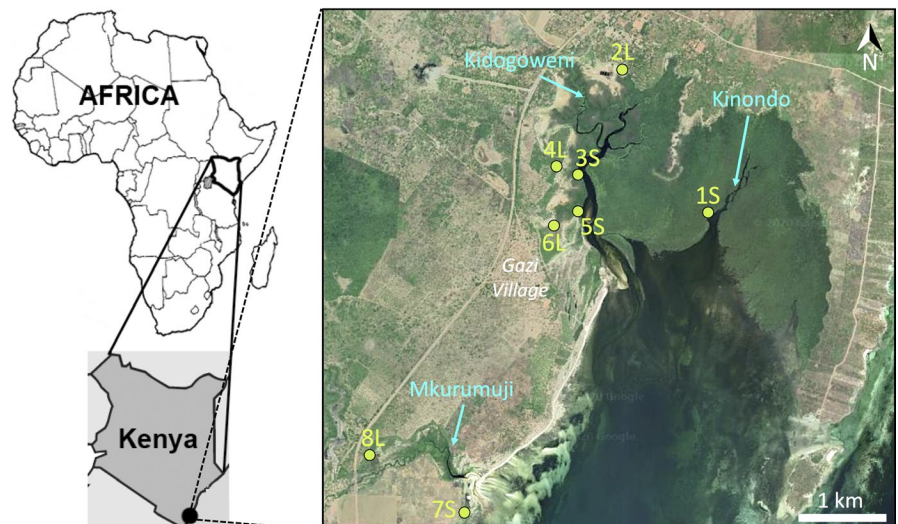 AFRICA
Kenya
Kidogoweni
2L
N
Kinondo
4L
3S
1S
5S
6L
Gazi
Village
Mkurumuji
8L
7S
1 km